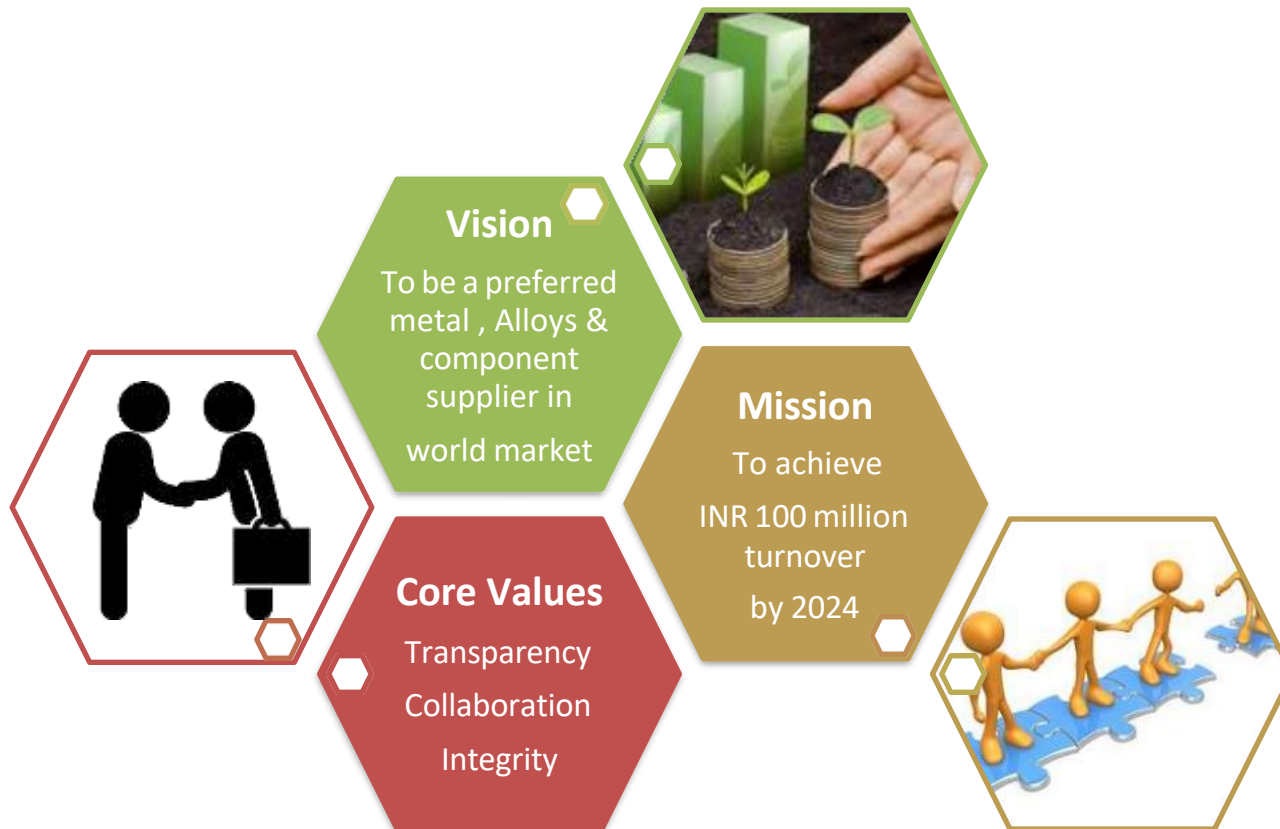 Vision
To be a preferred
metal , Alloys &
component
supplier in
world market
Mission
To achieve
INR 100 million
turnover
by 2024
Core Values
Transparency
Collaboration
Integrity